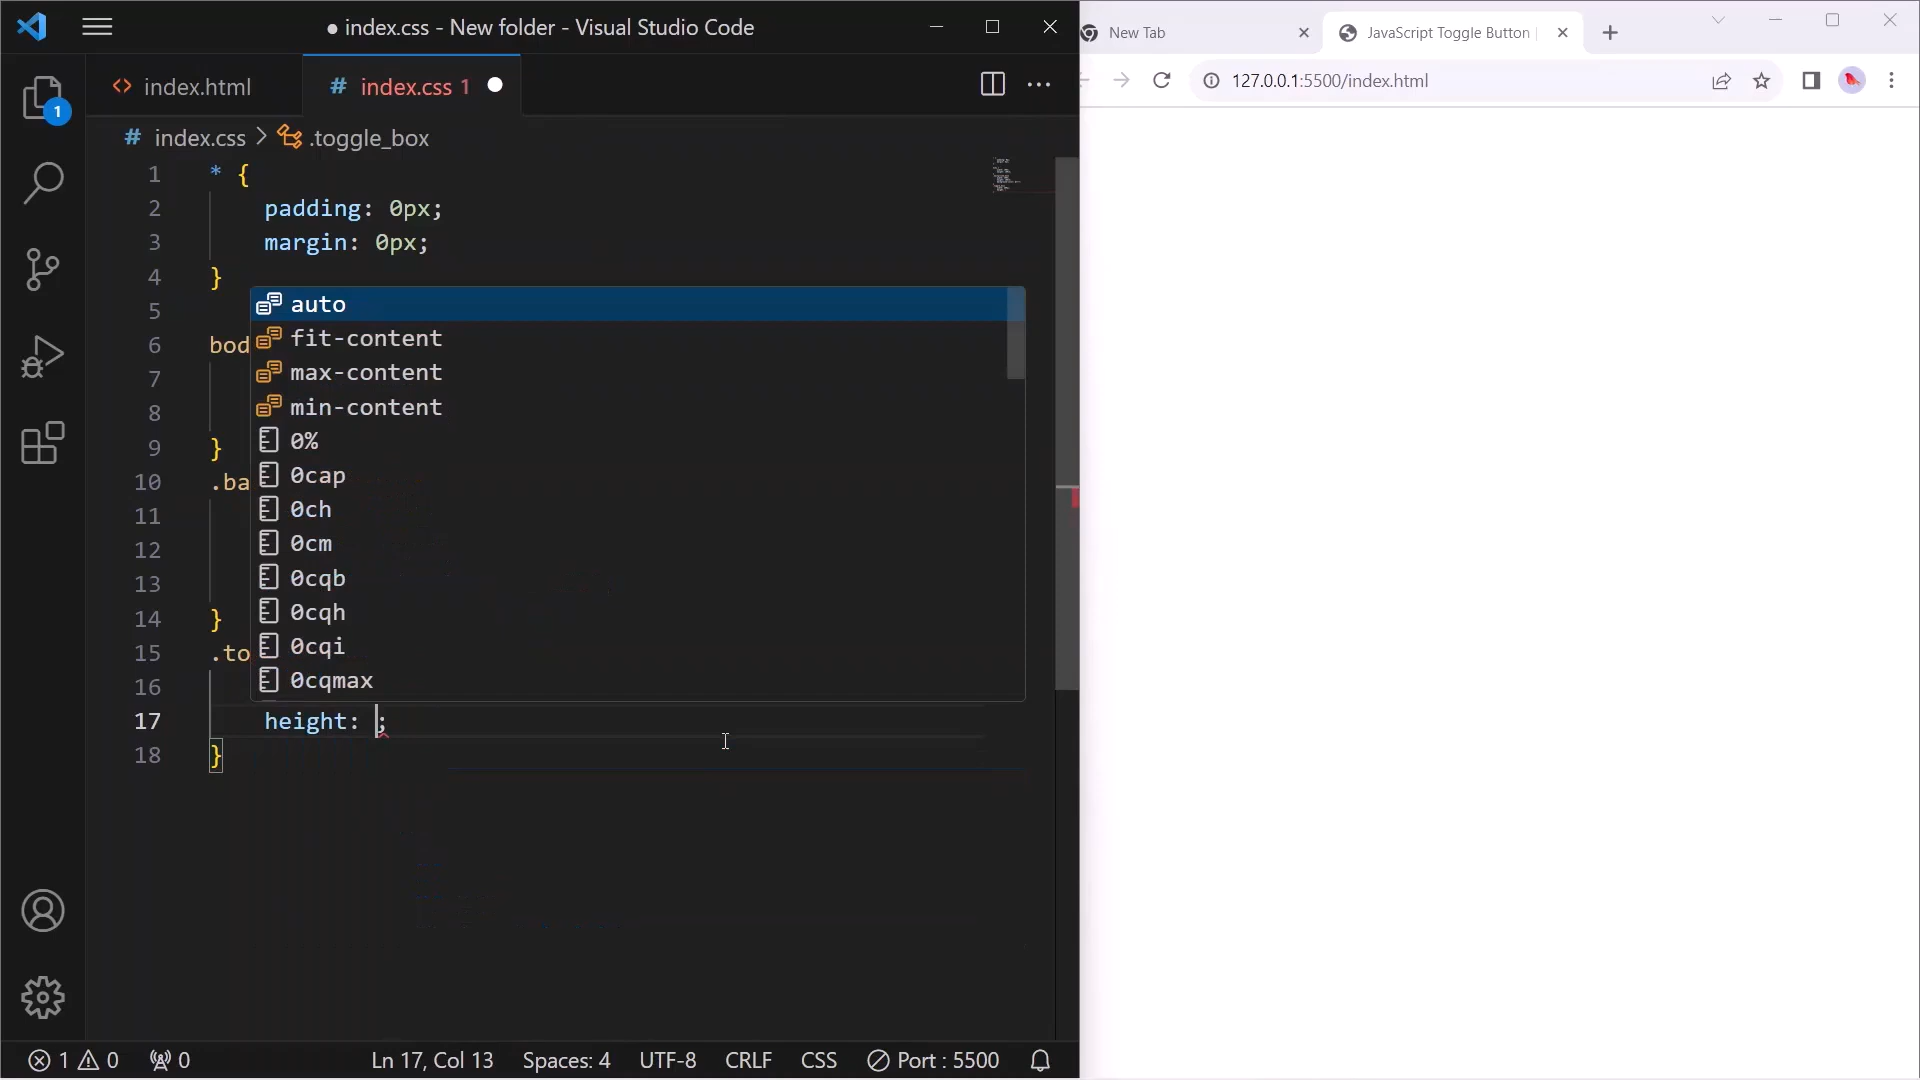 index.css - New folder - Visual Studio Code
index.html
# index.css 1
# index.css > .toggle_box
1 * {
2 padding: 0px;
3 margin: 0px;
4 }
5
6 bod
7
8
9 }
10 .ba
11
12
13
14 }
15 .to
16
17 height: ;
18 }
auto
fit-content
max-content
min-content
0%
0cap
0ch
0cm
0cqb
0cqh
0cqi
0cqmax
1
1 0 0 Ln 17, Col 13 Spaces: 4 UTF-8 CRLF CSS Port : 5500
New Tab
JavaScript Toggle Button
127.0.0.1:5500/index.html